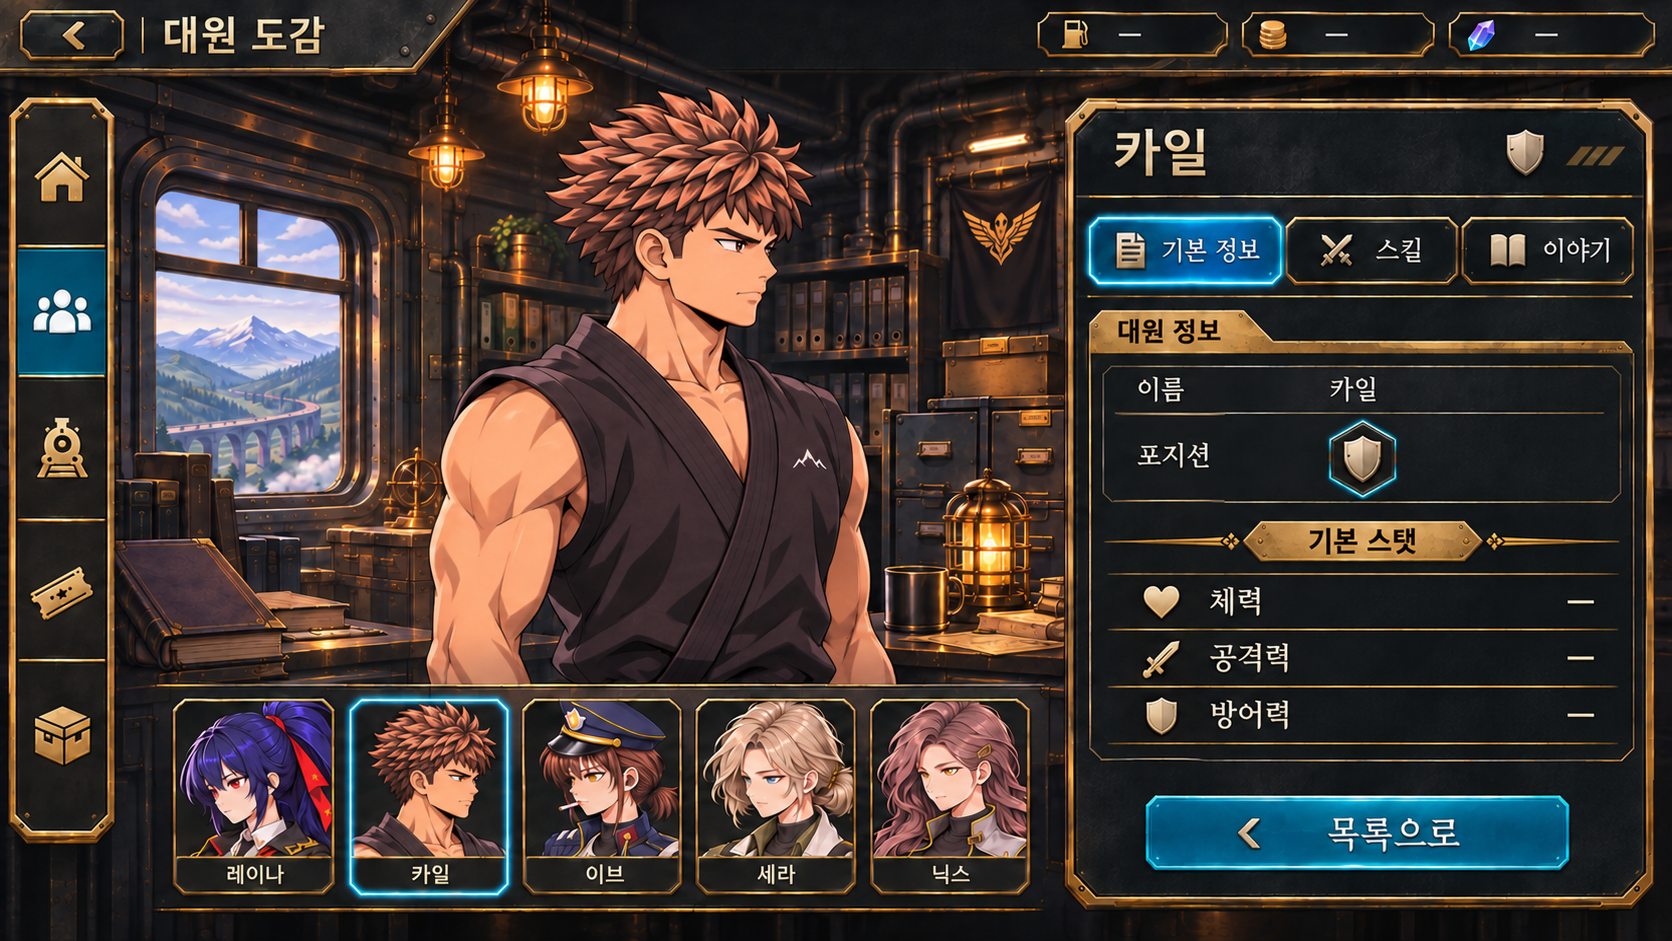 대원 도감
—
—
—
카일
기본 정보
스킬
이야기
대원 정보
이름 카일
포지션
기본 스탯
체력 —
공격력 —
방어력 —
목록으로
레이나
카일
이브
세라
닉스